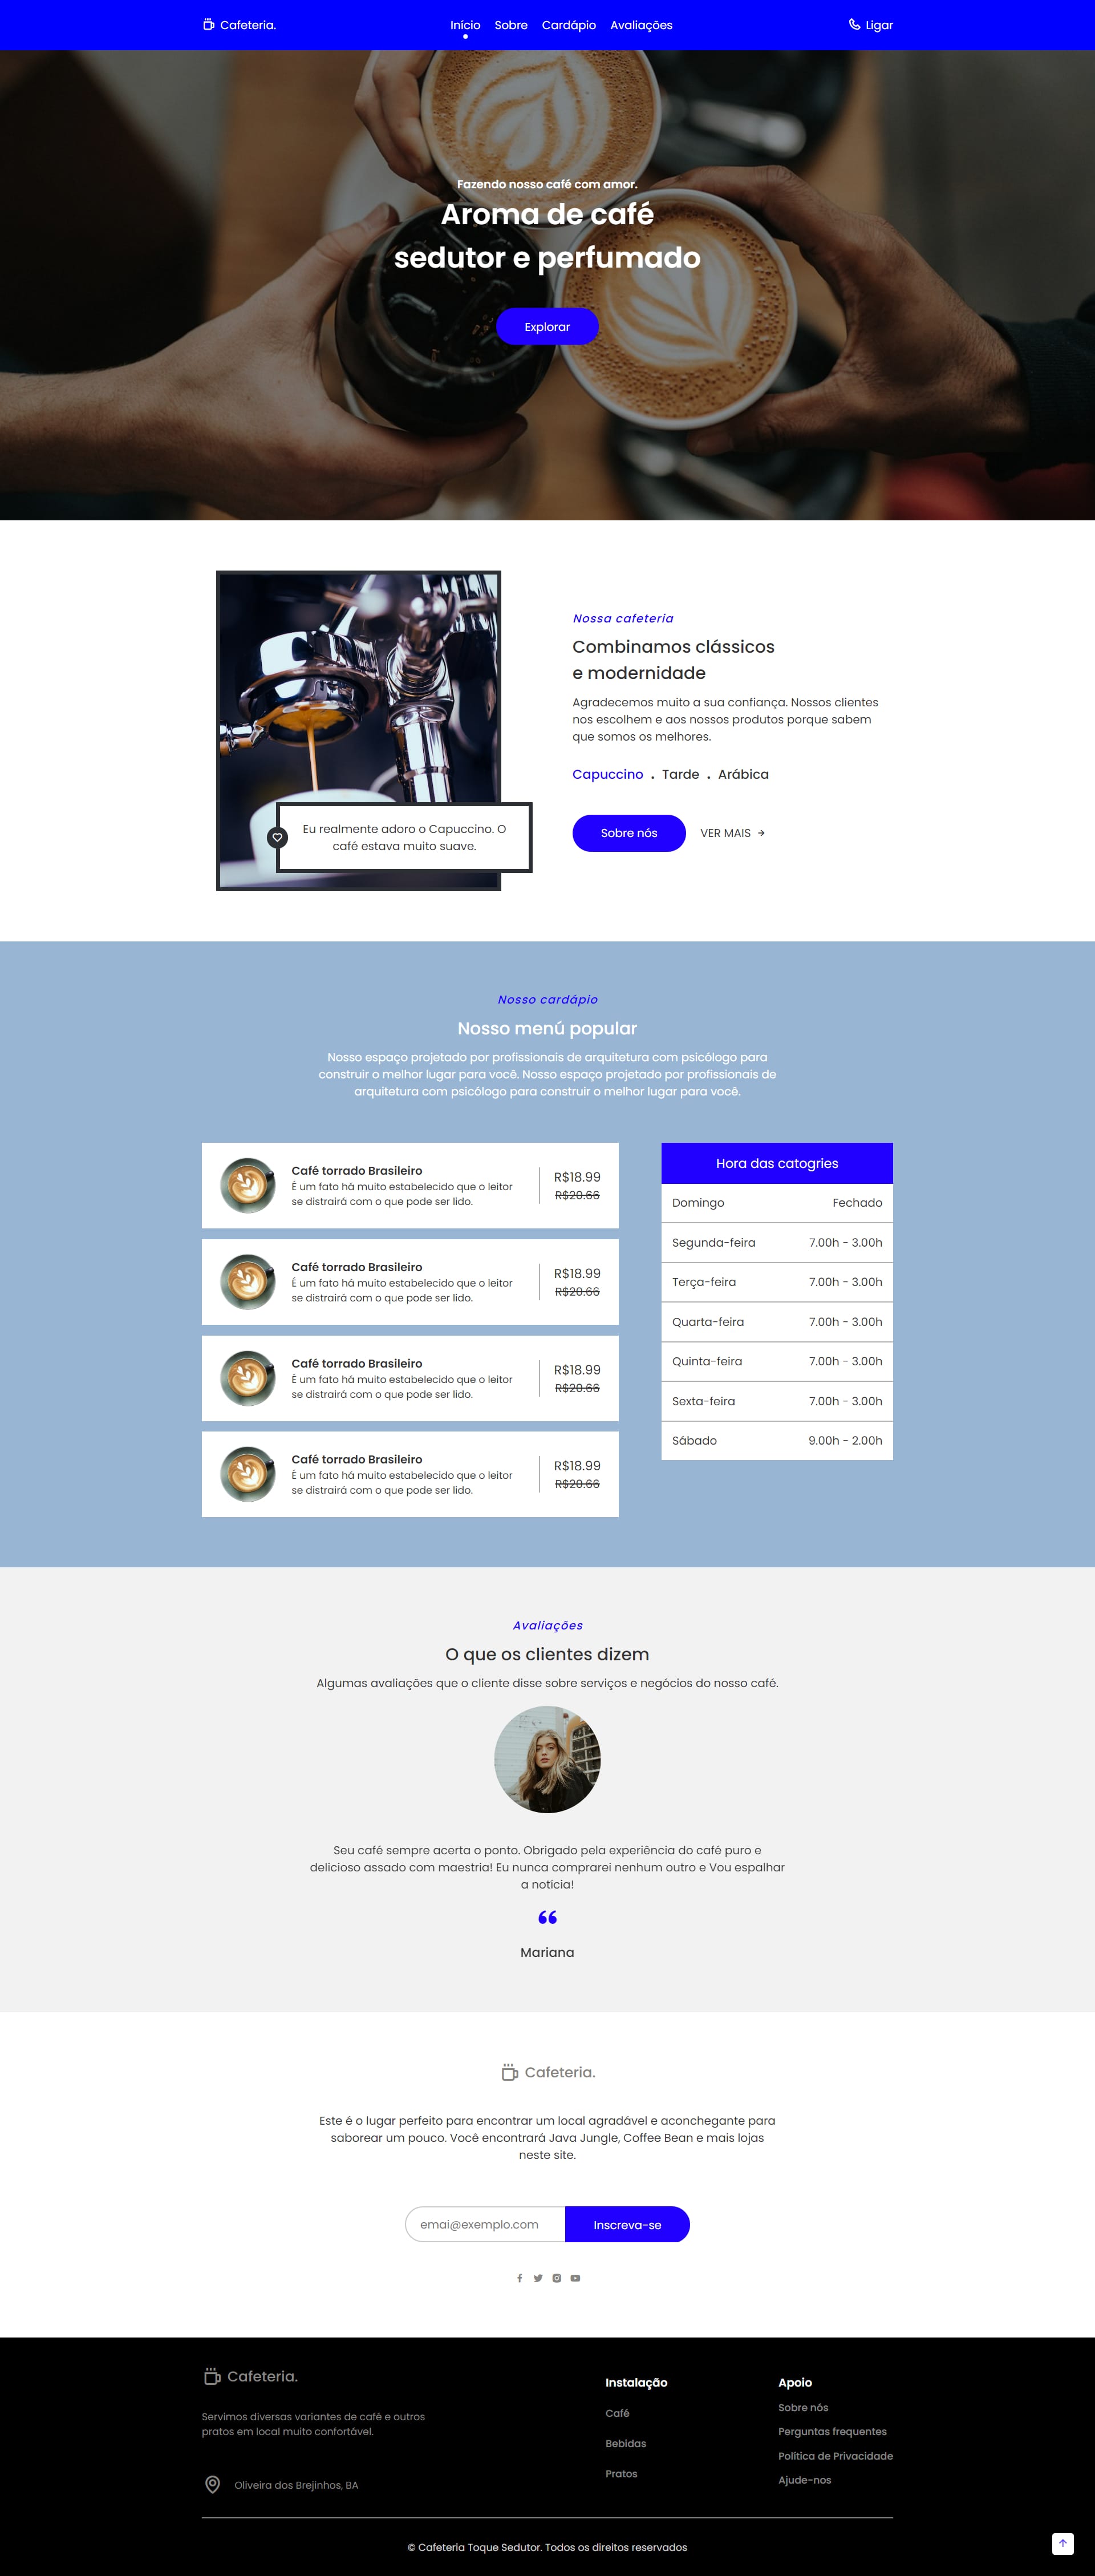 Cafeteria.
Início Sobre Cardápio Avaliações
Ligar
Fazendo nosso café com amor.
Aroma de café
sedutor e perfumado
Explorar
Eu realmente adoro o Capuccino. O
café estava muito suave.
Nossa cafeteria
Combinamos clássicos
e modernidade
Agradecemos muito a sua confiança. Nossos clientes
nos escolhem e aos nossos produtos porque sabem
que somos os melhores.
Capuccino . Tarde . Arábica
Sobre nós VER MAIS →
Nosso cardápio
Nosso menú popular
Nosso espaço projetado por profissionais de arquitetura com psicólogo para
construir o melhor lugar para você. Nosso espaço projetado por profissionais de
arquitetura com psicólogo para construir o melhor lugar para você.
Café torrado Brasileiro
É um fato há muito estabelecido que o leitor
se distrairá com o que pode ser lido.
R$18.99
R$20.66
Café torrado Brasileiro
É um fato há muito estabelecido que o leitor
se distrairá com o que pode ser lido.
R$18.99
R$20.66
Café torrado Brasileiro
É um fato há muito estabelecido que o leitor
se distrairá com o que pode ser lido.
R$18.99
R$20.66
Café torrado Brasileiro
É um fato há muito estabelecido que o leitor
se distrairá com o que pode ser lido.
R$18.99
R$20.66
Hora das catogries
Domingo Fechado
Segunda-feira 7.00h - 3.00h
Terça-feira 7.00h - 3.00h
Quarta-feira 7.00h - 3.00h
Quinta-feira 7.00h - 3.00h
Sexta-feira 7.00h - 3.00h
Sábado 9.00h - 2.00h
Avaliações
O que os clientes dizem
Algumas avaliações que o cliente disse sobre serviços e negócios do nosso café.
Seu café sempre acerta o ponto. Obrigado pela experiência do café puro e
delicioso assado com maestria! Eu nunca comprarei nenhum outro e Vou espalhar
a notícia!
“
Mariana
Cafeteria.
Este é o lugar perfeito para encontrar um local agradável e aconchegante para
saborear um pouco. Você encontrará Java Jungle, Coffee Bean e mais lojas
neste site.
emai@exemplo.com Inscreva-se
Cafeteria.
Servimos diversas variantes de café e outros
pratos em local muito confortável.
Oliveira dos Brejinhos, BA
Instalação
Café
Bebidas
Pratos
Apoio
Sobre nós
Perguntas frequentes
Política de Privacidade
Ajude-nos
© Cafeteria Toque Sedutor. Todos os direitos reservados